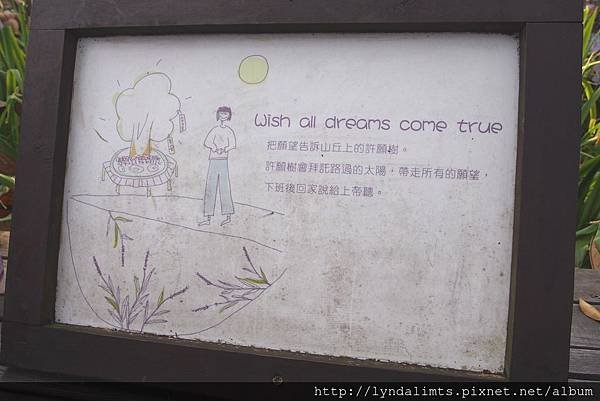 Wish all dreams come true
把願望告訴山丘上的許願樹。
許願樹會拜託路過的太陽，帶走所有的願望，
下班後回家說給上帝聽。
http://lyndalimts.pixnet.net/album